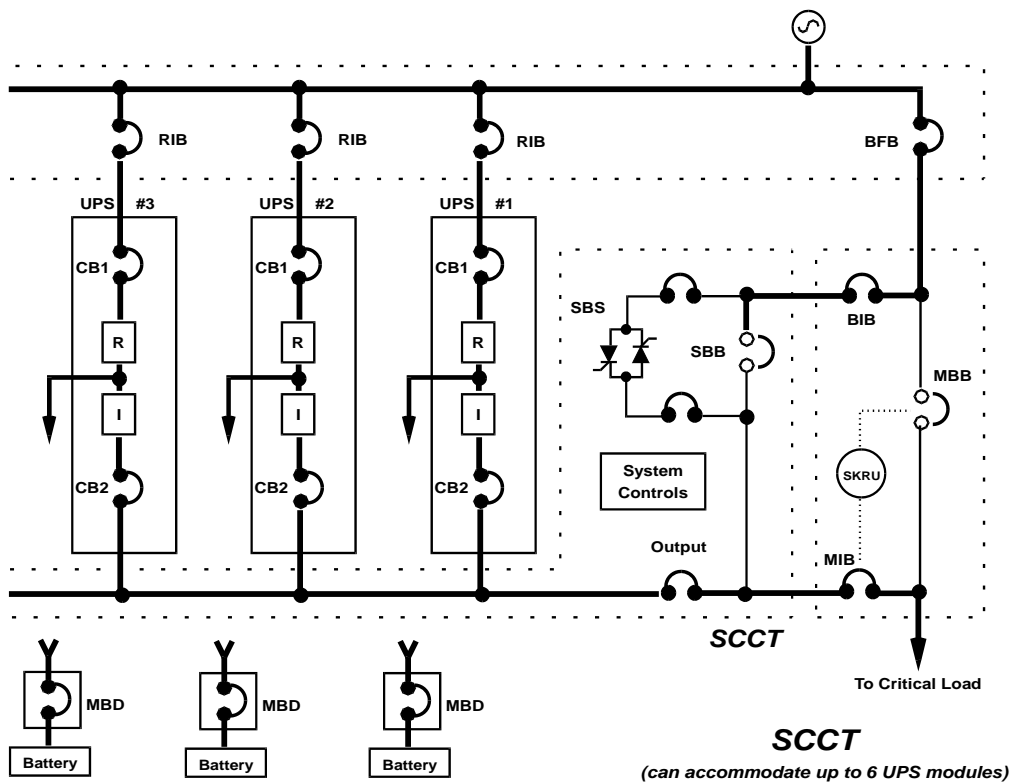 RIB RIB RIB BFB
UPS #3 UPS #2 UPS #1
CB1 CB1 CB1
SBS
BIB
R R R
SBB
MBB
I I I
System
Controls
SKRU
CB2 CB2 CB2
Output
MIB
SCCT
To Critical Load
MBD MBD MBD
Battery Battery Battery
SCCT
(can accommodate up to 6 UPS modules)